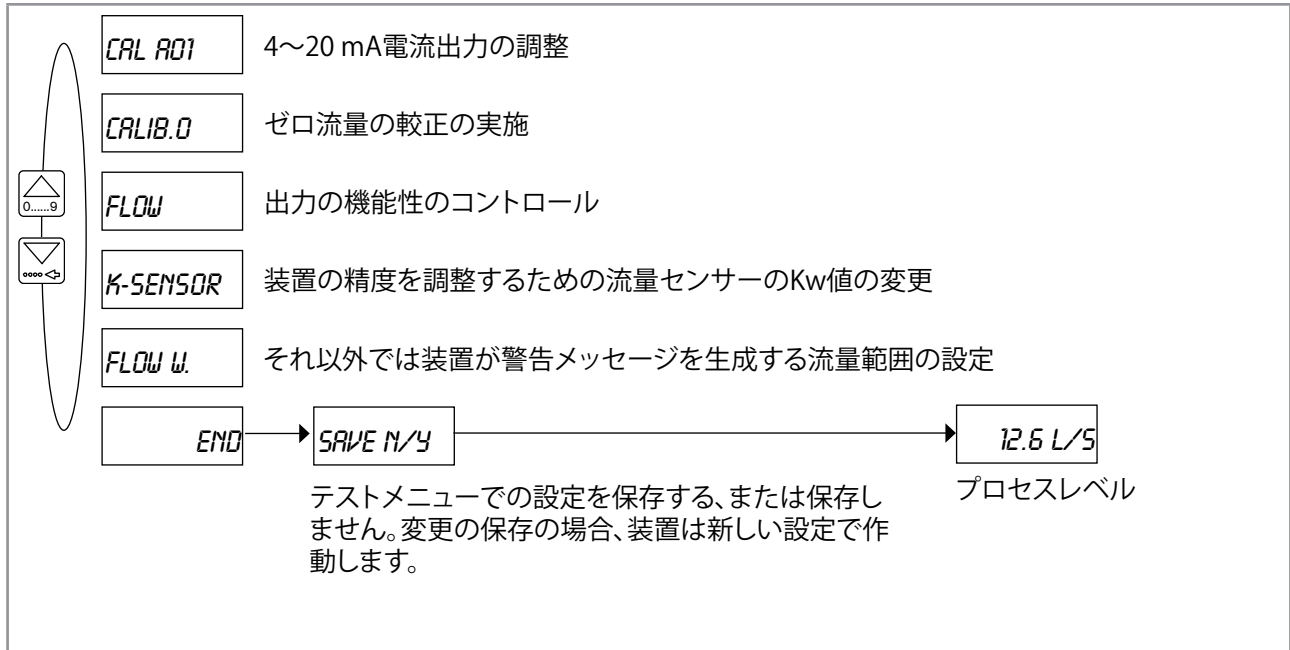 CAL AO1
4～20 mA電流出力の調整
CALIB.0
ゼロ流量の較正の実施
0......9
FLOW
出力の機能性のコントロール
K-SENSOR
装置の精度を調整するための流量センサーのKw値の変更
FLOW W.
それ以外では装置が警告メッセージを生成する流量範囲の設定
END
SAVE N/Y
12.6 L/S
テストメニューでの設定を保存する、または保存し
ません。変更の保存の場合、装置は新しい設定で作
動します。
プロセスレベル